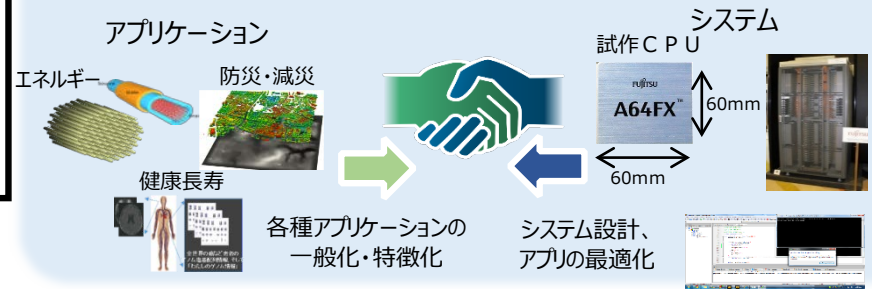 アプリケーション
エネルギー
防災・減災
健康長寿
各種アプリケーションの
一般化・特徴化
システム
試作ＣＰＵ
FUJITSU
A64FX™
60mm
60mm
システム設計、
アプリの最適化